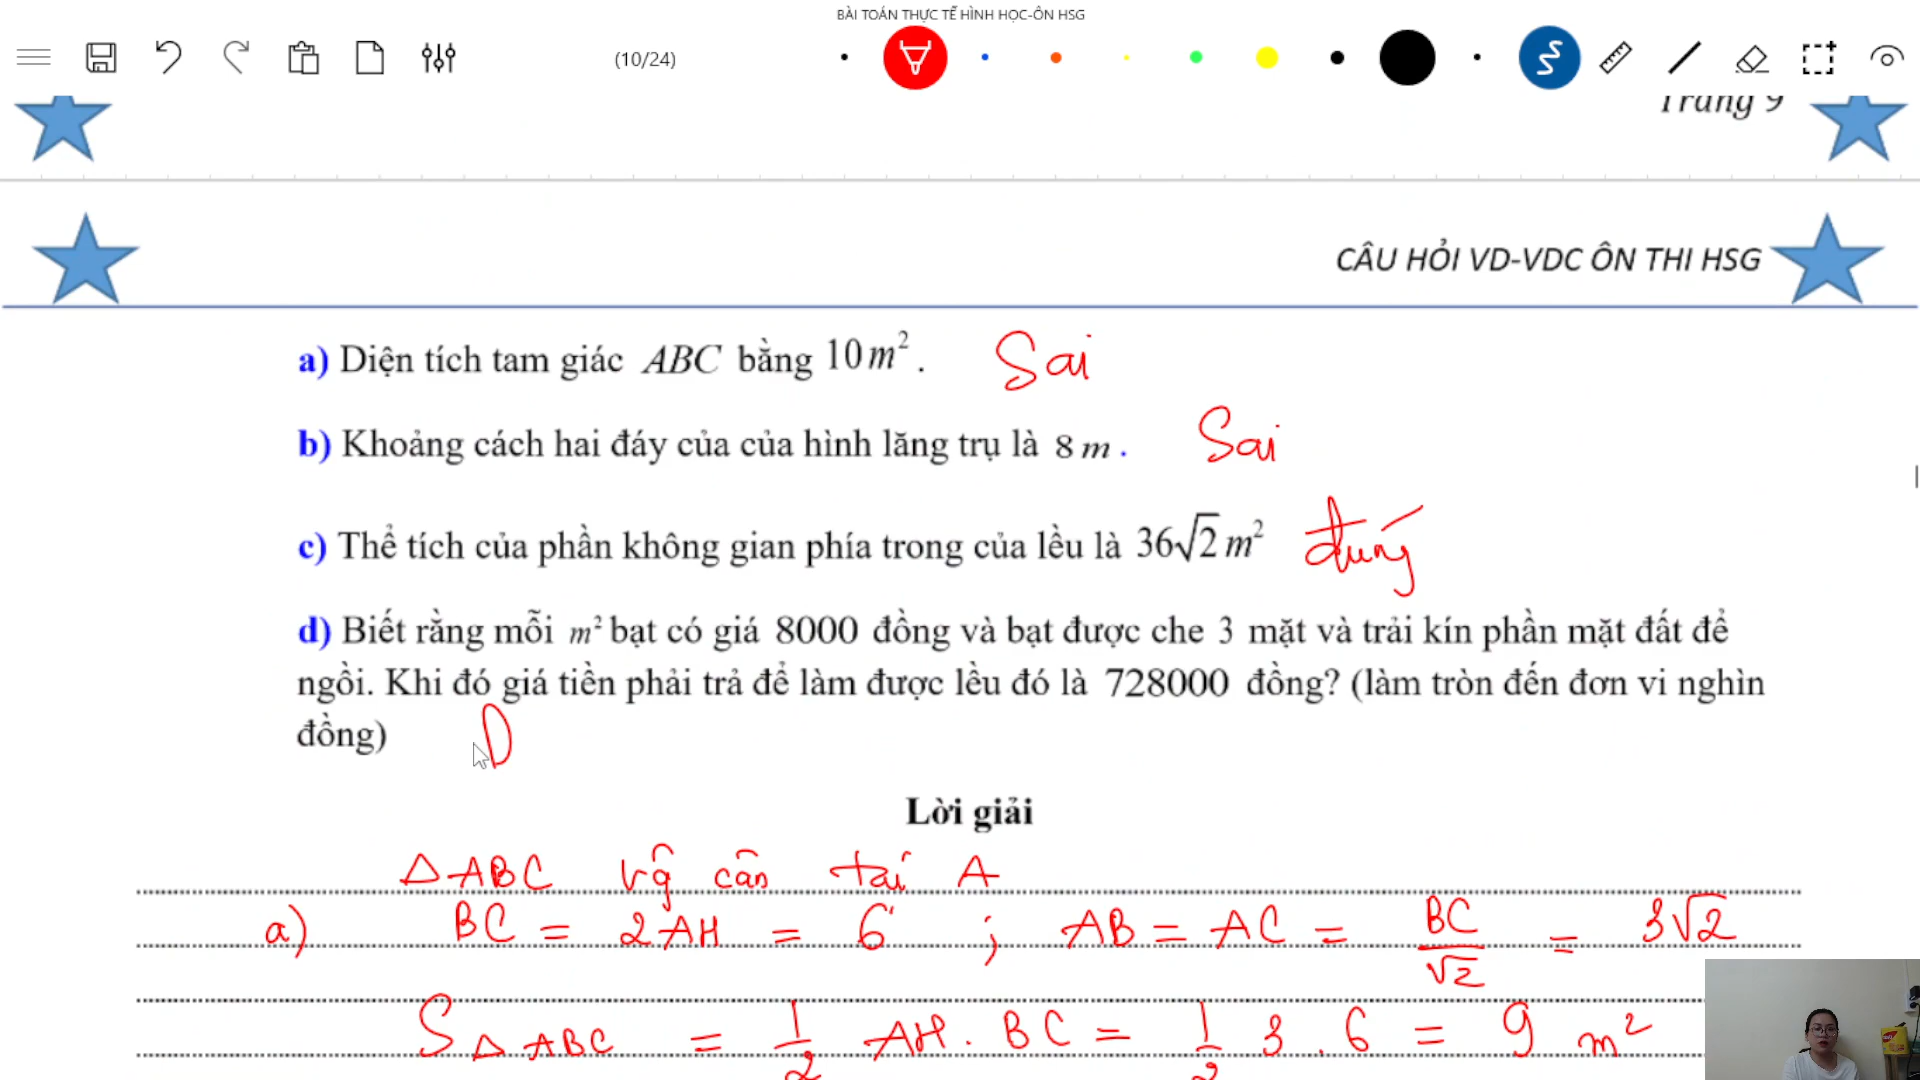 BÀI TOÁN THỰC TẾ HÌNH HỌC-ÔN HSG
(10/24)
Trang 9
CÂU HỎI VD-VDC ÔN THI HSG
a) Diện tích tam giác ABC bằng 10 m². Sai
b) Khoảng cách hai đáy của của hình lăng trụ là 8 m. Sai
c) Thể tích của phần không gian phía trong của lều là 36√2 m² đúng
d) Biết rằng mỗi m² bạt có giá 8000 đồng và bạt được che 3 mặt và trải kín phần mặt đất để
ngồi. Khi đó giá tiền phải trả để làm được lều đó là 728000 đồng? (làm tròn đến đơn vi nghìn
đồng) D
Lời giải
△ABC vg cân tại A
a) BC = 2AH = 6 ; AB = AC = BC/√2 = 3√2
S△ABC = 1/2 AH . BC = 1/2 3 . 6 = 9 m²